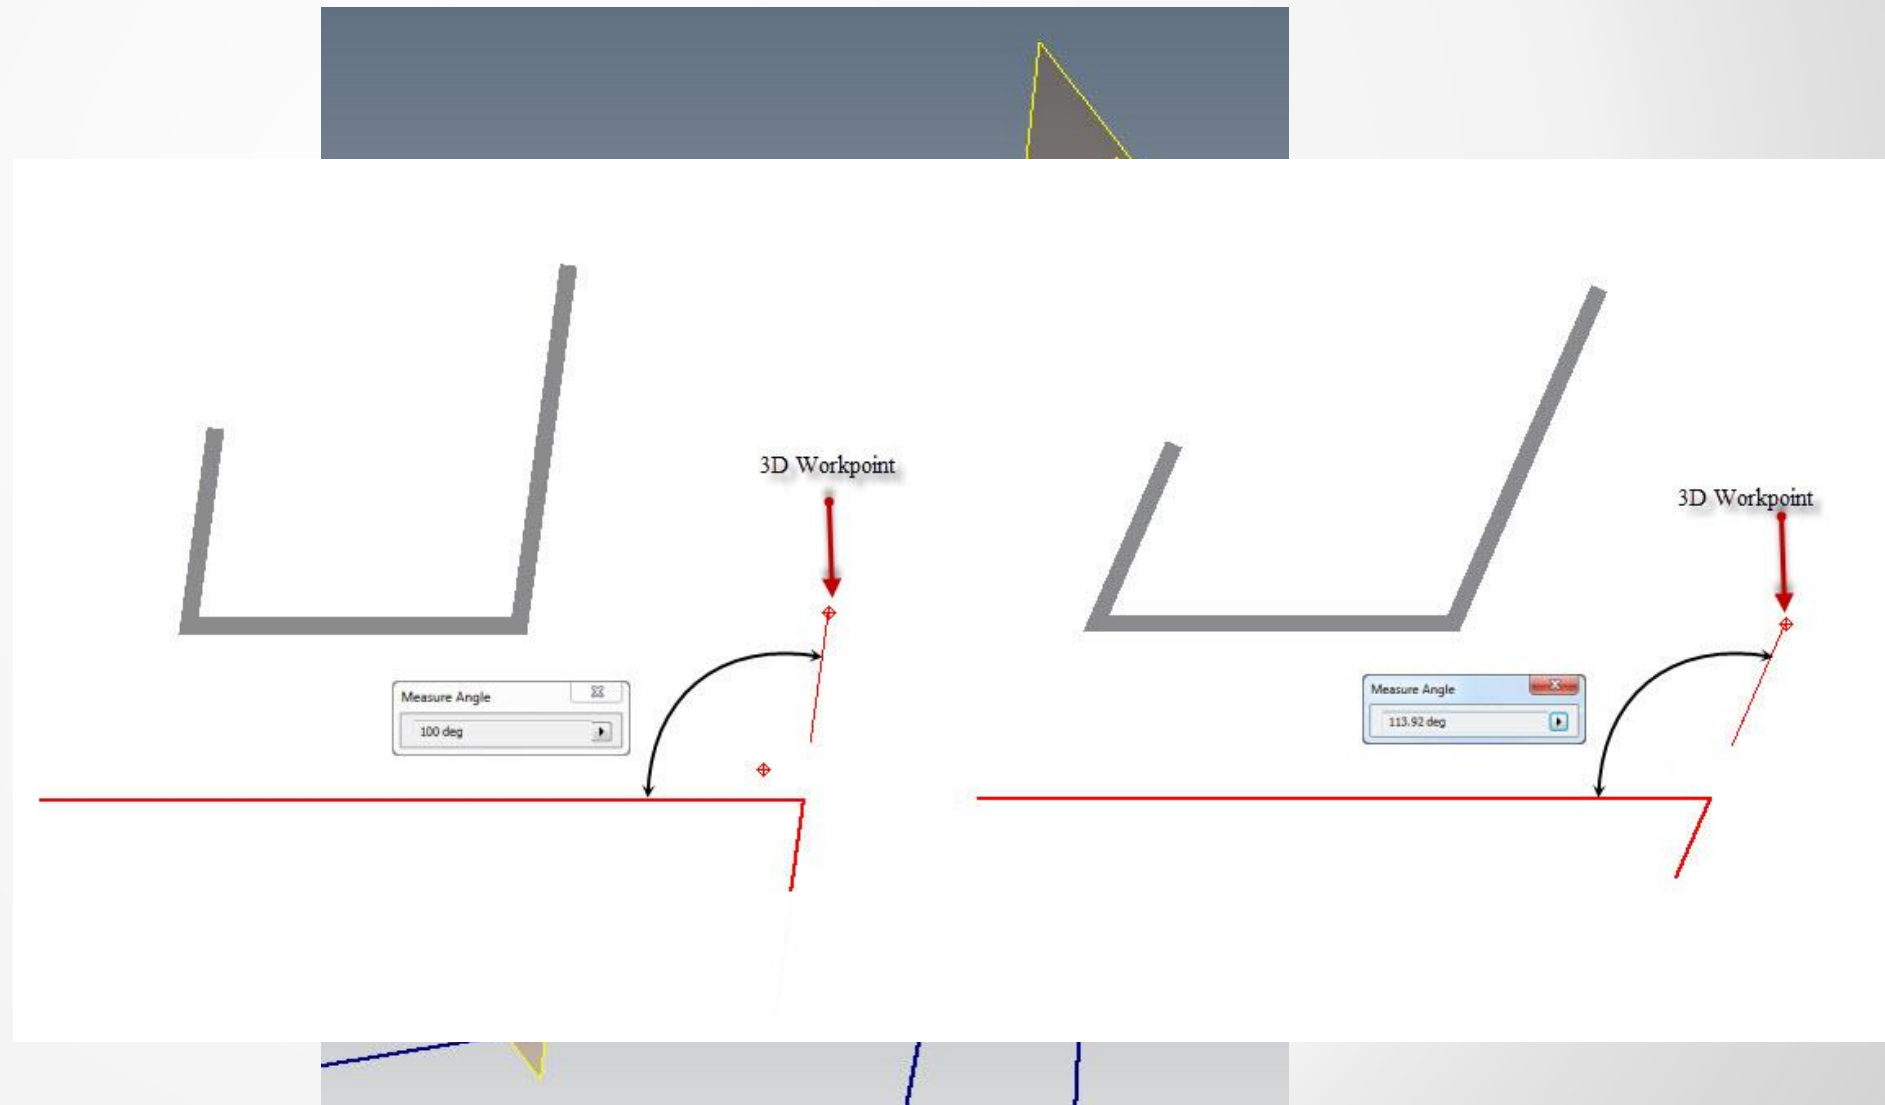 3D Workpoint
3D Workpoint
Measure Angle
100 deg
Measure Angle
113.92 deg